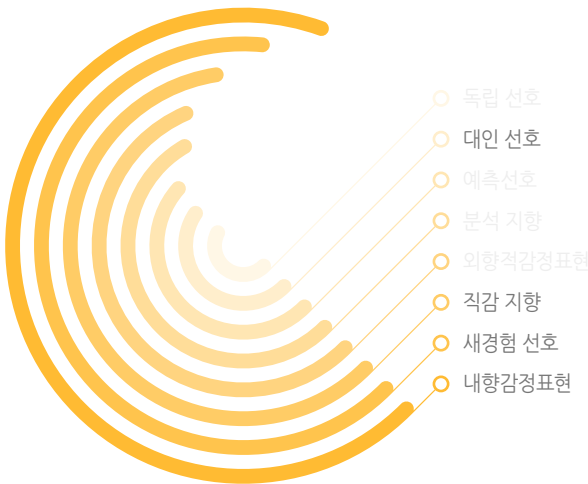 독립 선호
대인 선호
예측선호
분석 지향
외향적감정표현
직감 지향
새경험 선호
내향감정표현